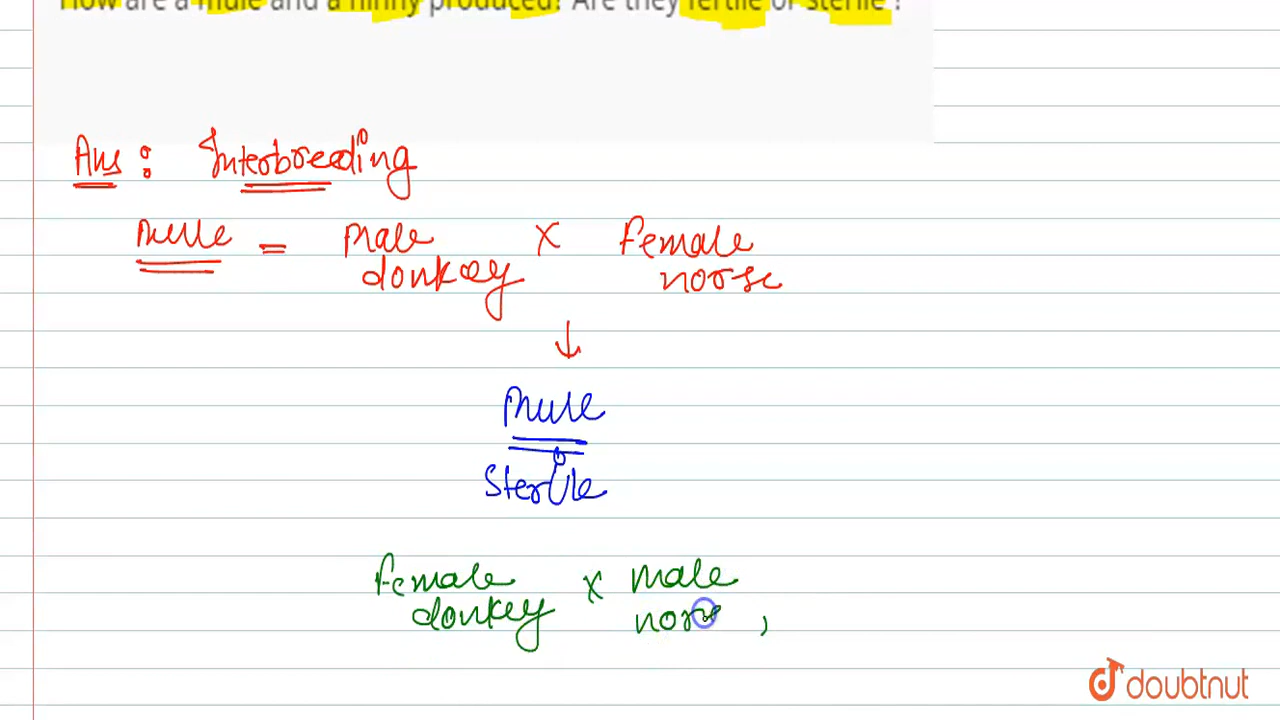 How are a mule and a hinny produced? Are they fertile or sterile ?
Ans : Interbreeding
Mule = Male donkey X Female horse
↓
Mule
Sterile
Female donkey X male hors ,
doubtnut